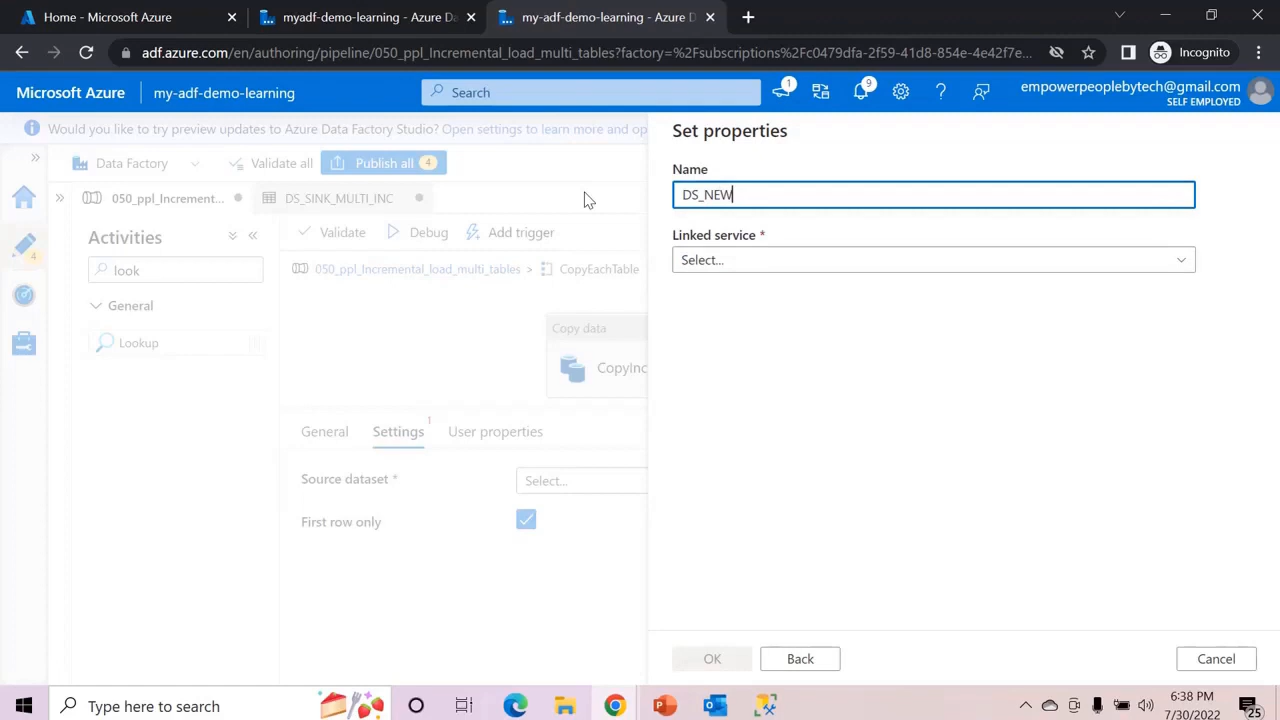 Home - Microsoft Azure
myadf-demo-learning - Azure Da
my-adf-demo-learning - Azure D
adf.azure.com/en/authoring/pipeline/050_ppl_Incremental_load_multi_tables?factory=%2Fsubscriptions%2Fc0479dfa-2f59-41d8-854e-4e42f7e...
Incognito
Microsoft Azure
my-adf-demo-learning
Search
1
9
empowerpeoplebytech@gmail.com
SELF EMPLOYED
Would you like to try preview updates to Azure Data Factory Studio? Open settings to learn more and op
Set properties
Data Factory
Validate all
Publish all
4
Name
DS_NEW
050_ppl_Increment...
DS_SINK_MULTI_INC
Activities
Validate
Debug
Add trigger
Linked service *
Select...
4
look
050_ppl_Incremental_load_multi_tables > CopyEachTable
General
Lookup
Copy data
CopyInc
General
Settings
1
User properties
Source dataset *
Select...
First row only
OK
Back
Cancel
Type here to search
6:38 PM
7/30/2022
25